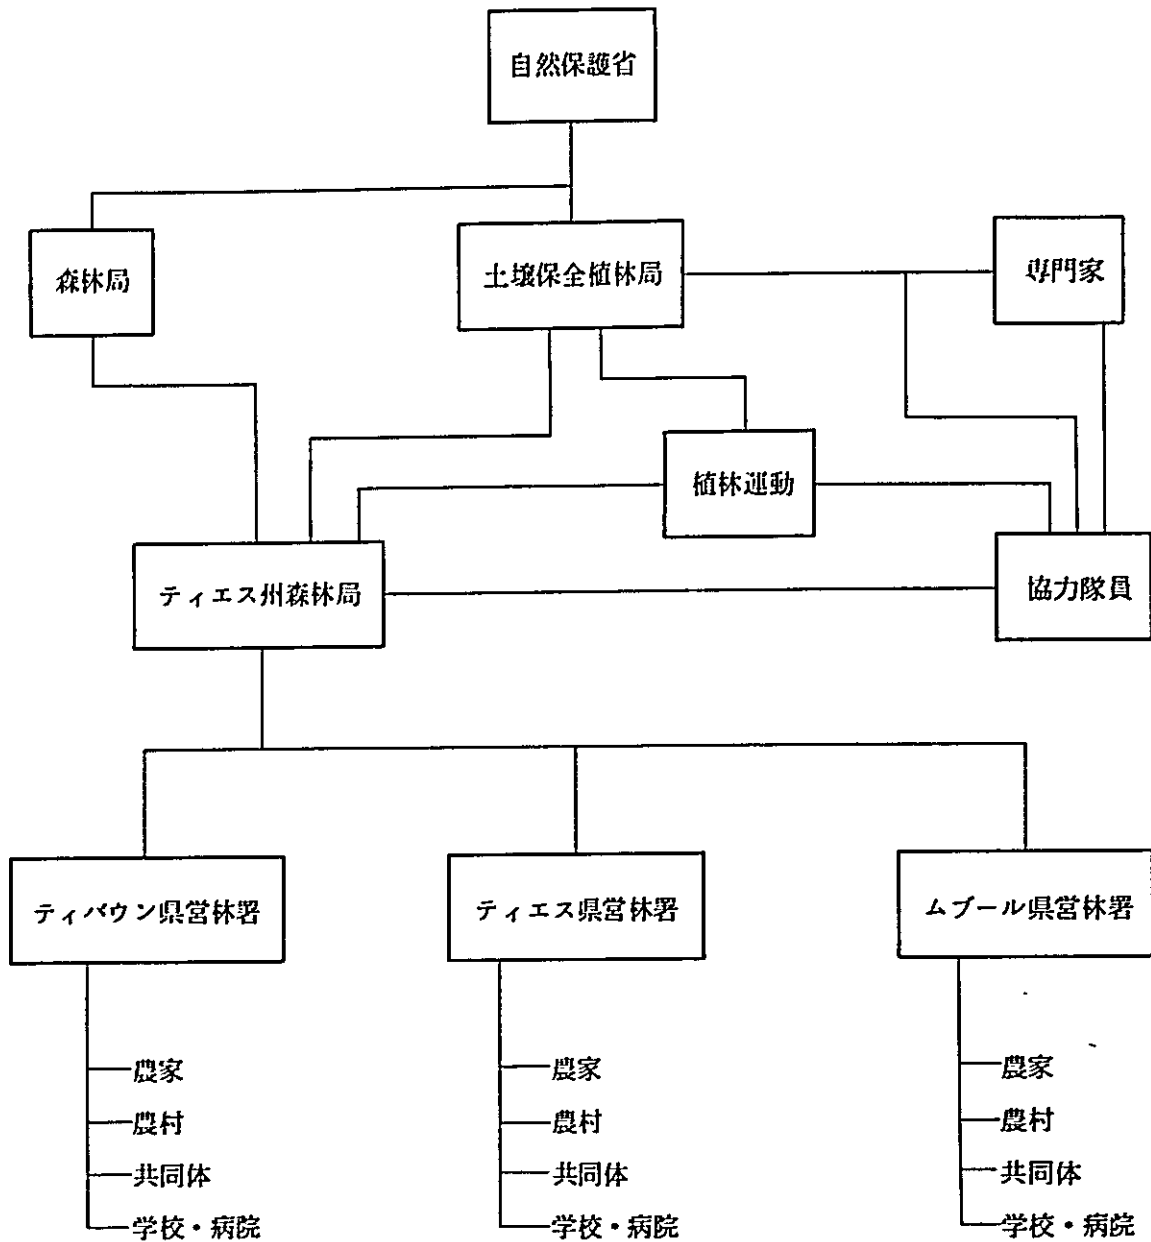 自然保護省
森林局
土壌保全植林局
専門家
植林運動
ティエス州森林局
協力隊員
ティバウン県営林署
ティエス県営林署
ムブール県営林署
農家
農村
共同体
学校・病院
農家
農村
共同体
学校・病院
農家
農村
共同体
学校・病院